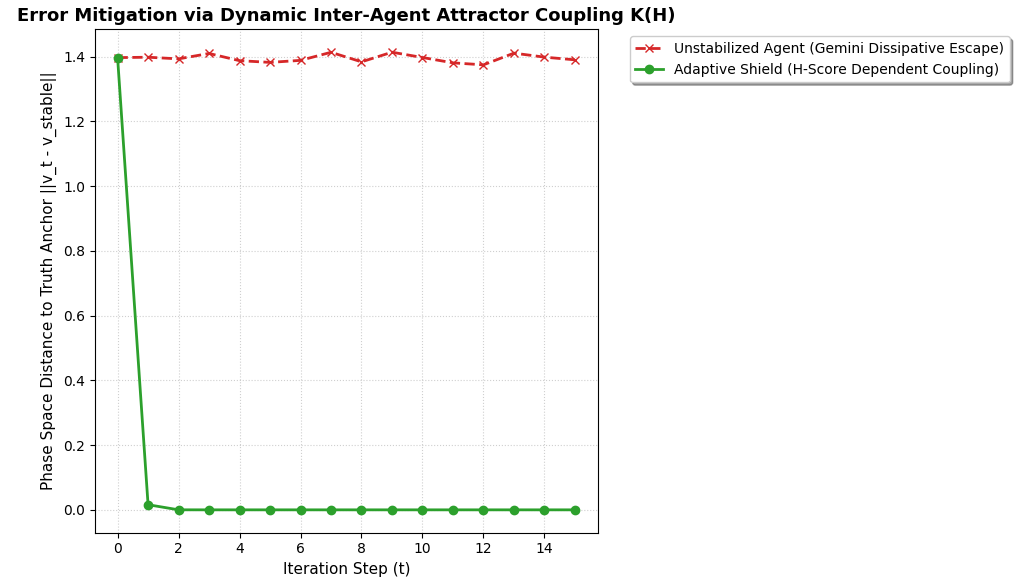 Error Mitigation via Dynamic Inter-Agent Attractor Coupling K(H)
Unstabilized Agent (Gemini Dissipative Escape)
Adaptive Shield (H-Score Dependent Coupling)
Phase Space Distance to Truth Anchor ||v_t - v_stable||
1.4
1.2
1.0
0.8
0.6
0.4
0.2
0.0
0 2 4 6 8 10 12 14
Iteration Step (t)